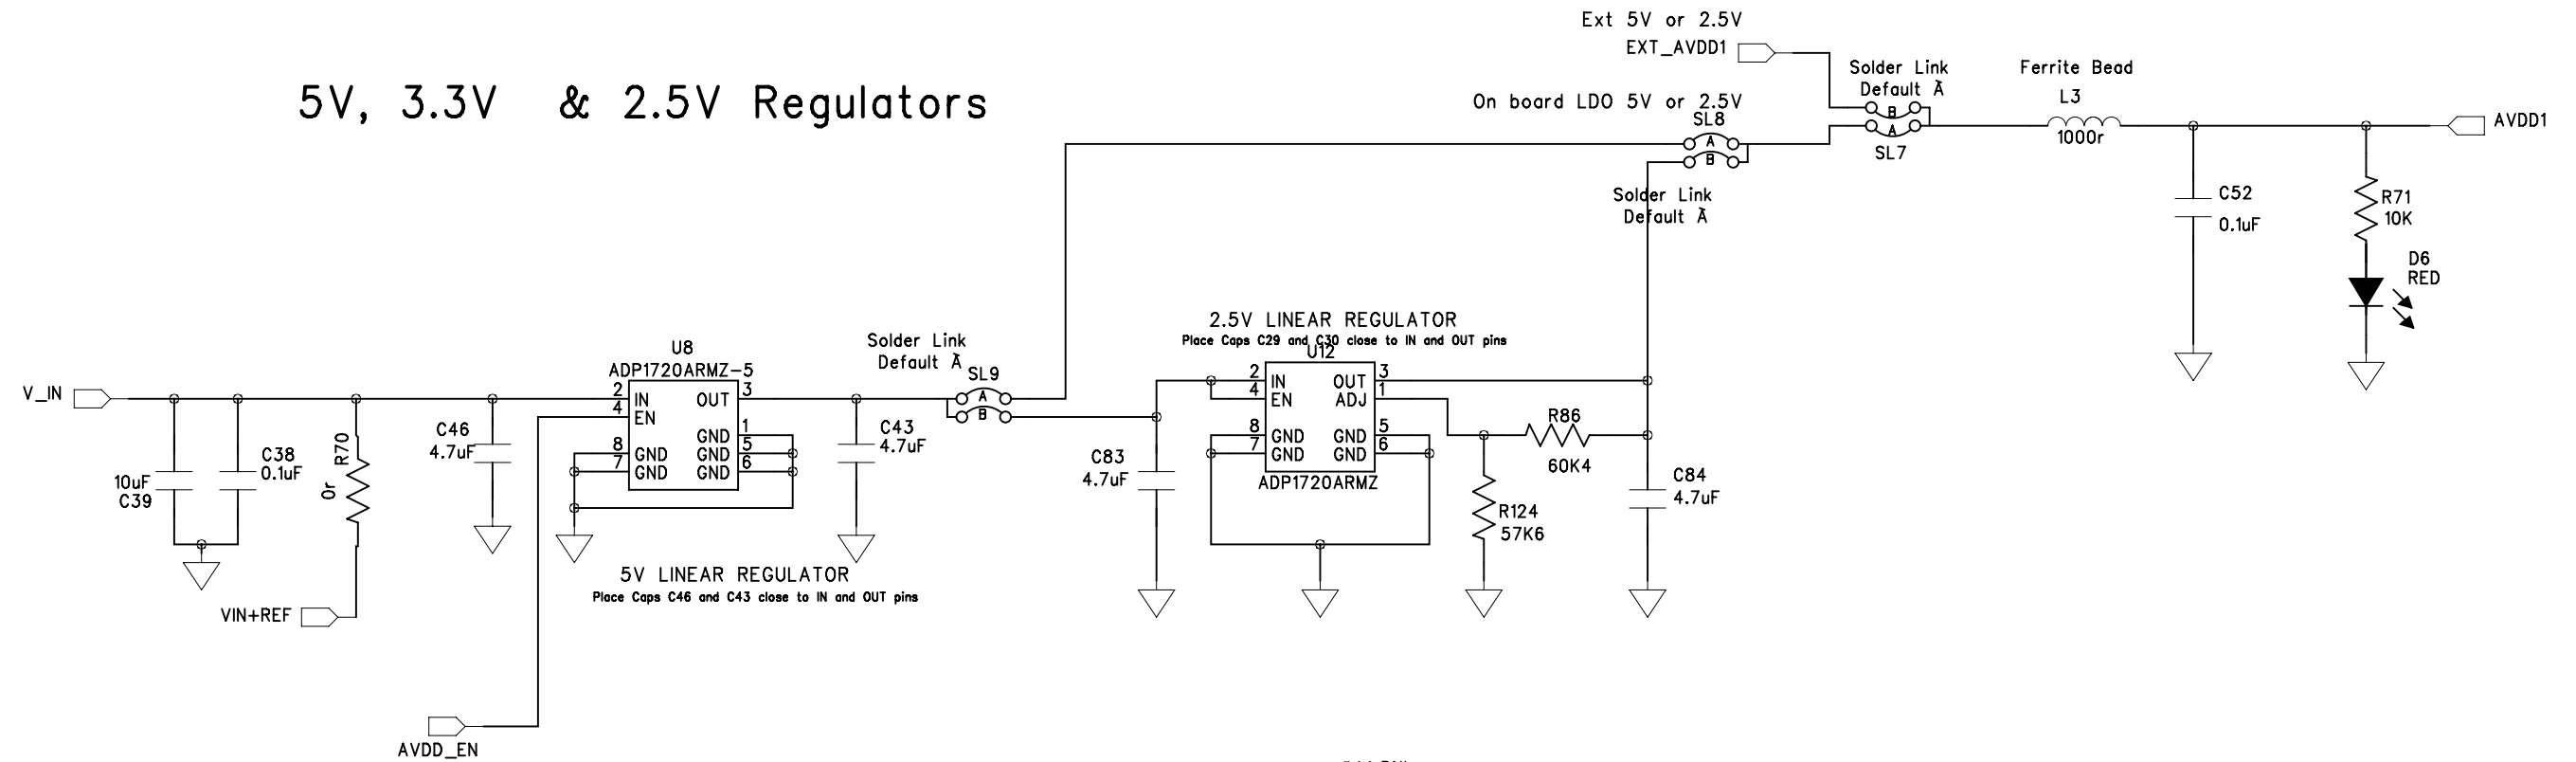 Ext 5V or 2.5V
EXT_AVDD1
5V, 3.3V & 2.5V Regulators
On board LDO 5V or 2.5V
SL8
A
B
Solder Link
Default A
Solder Link
Default A
B
A
SL7
Ferrite Bead
L3
1000r
AVDD1
C52
0.1uF
R71
10K
D6
RED
V_IN
10uF
C39
C38
0.1uF
R70
0r
VIN+REF
C46
4.7uF
AVDD_EN
U8
ADP1720ARMZ-5
2
IN
OUT
3
4
EN
GND
1
8
GND
GND
5
7
GND
GND
6
5V LINEAR REGULATOR
Place Caps C46 and C43 close to IN and OUT pins
C43
4.7uF
Solder Link
Default A
SL9
A
B
C83
4.7uF
2.5V LINEAR REGULATOR
Place Caps C29 and C30 close to IN and OUT pins
U12
2
IN
OUT
3
4
EN
ADJ
1
8
GND
GND
5
7
GND
GND
6
ADP1720ARMZ
R86
60K4
R124
57K6
C84
4.7uF